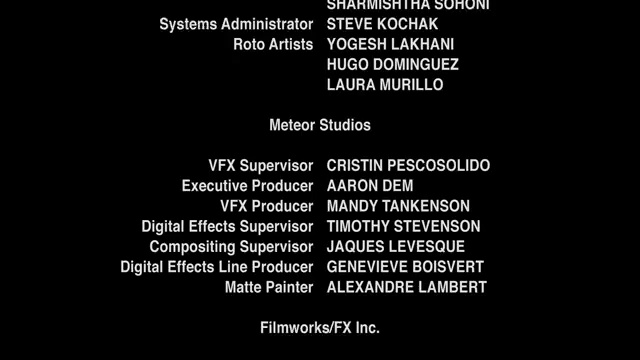 SHARMISHTHA SOHONI
Systems Administrator STEVE KOCHAK
Roto Artists YOGESH LAKHANI
HUGO DOMINGUEZ
LAURA MURILLO
Meteor Studios
VFX Supervisor CRISTIN PESCOSOLIDO
Executive Producer AARON DEM
VFX Producer MANDY TANKENSON
Digital Effects Supervisor TIMOTHY STEVENSON
Compositing Supervisor JAQUES LEVESQUE
Digital Effects Line Producer GENEVIEVE BOISVERT
Matte Painter ALEXANDRE LAMBERT
Filmworks/FX Inc.